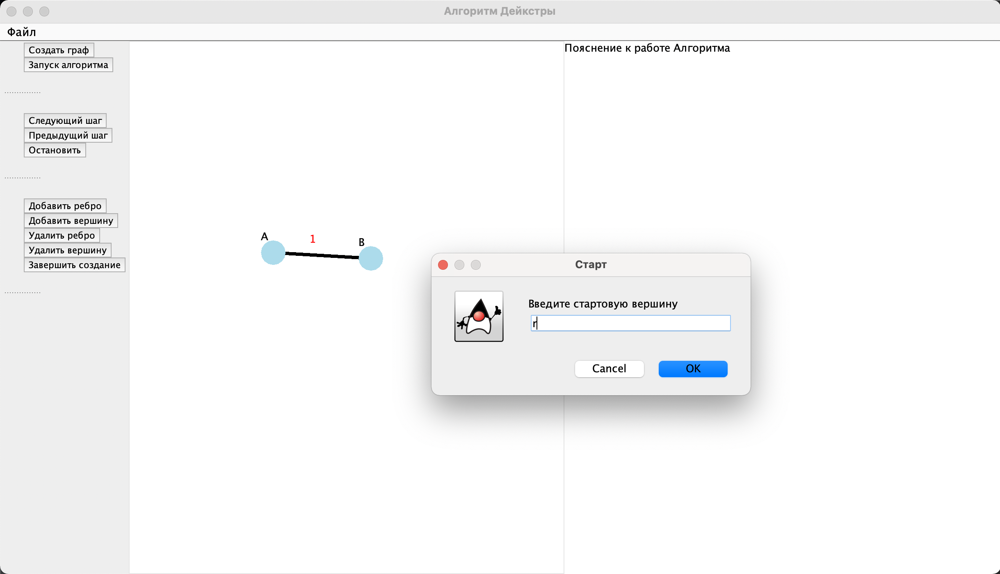 Алгоритм Дейкстры
Файл
Создать граф
Запуск алгоритма
Следующий шаг
Предыдущий шаг
Остановить
Добавить ребро
Добавить вершину
Удалить ребро
Удалить вершину
Завершить создание
A
1
B
Пояснение к работе Алгоритма
Старт
Введите стартовую вершину
r
Cancel
OK